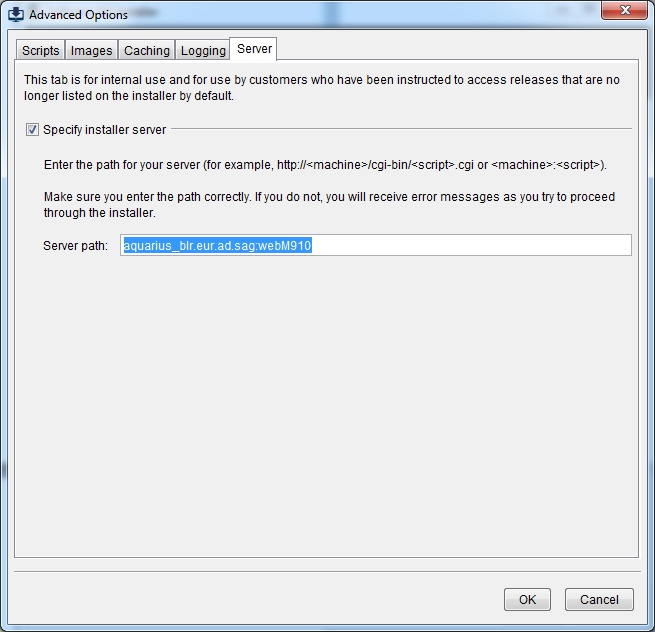 Advanced Options
Scripts Images Caching Logging Server
This tab is for internal use and for use by customers who have been instructed to access releases that are no
longer listed on the installer by default.
Specify installer server
Enter the path for your server (for example, http://<machine>/cgi-bin/<script>.cgi or <machine>:<script>).
Make sure you enter the path correctly. If you do not, you will receive error messages as you try to proceed
through the installer.
Server path: aquarius_blr.eur.ad.sag:webM910
OK Cancel